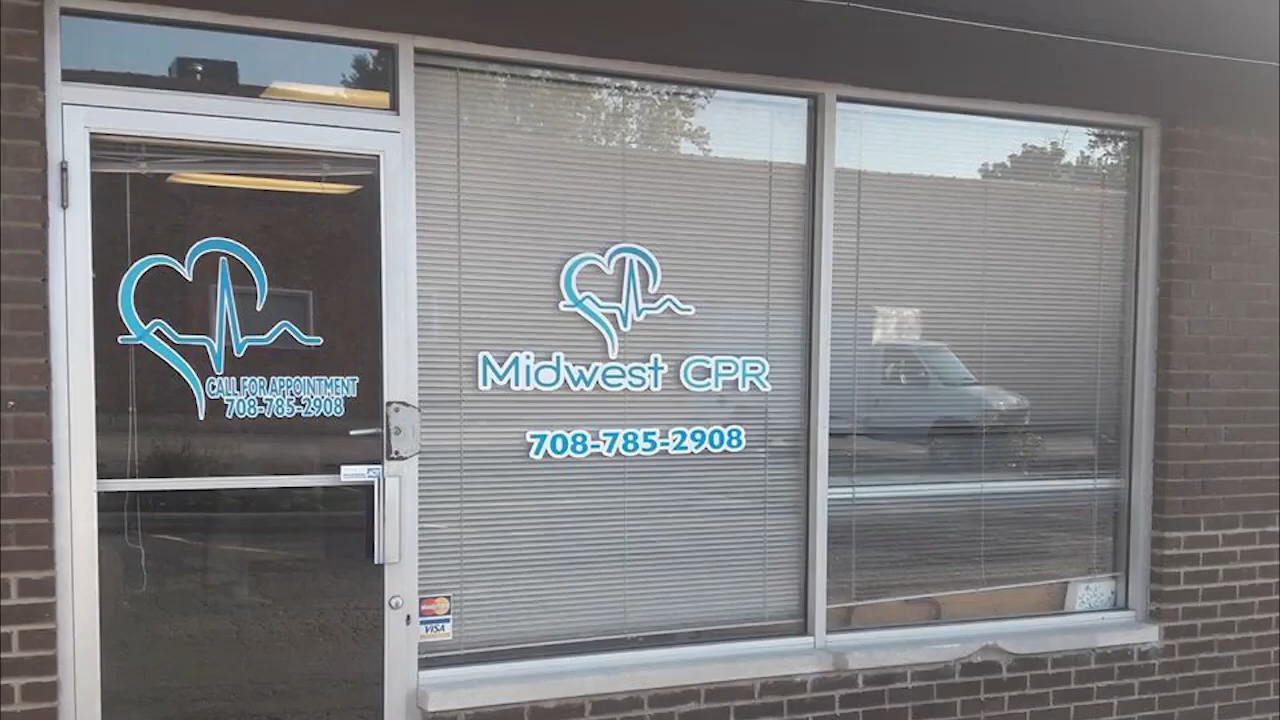 CALL FOR APPOINTMENT
708-785-2908
Midwest CPR
708-785-2908
VISA